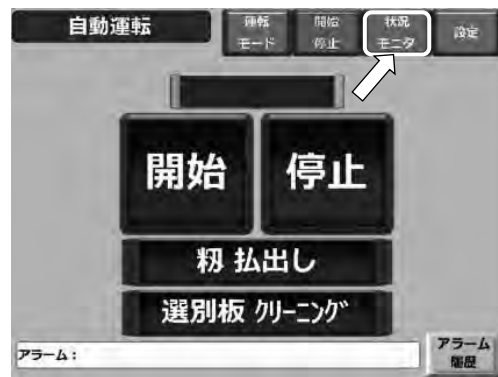 自動運転
運転
モード
開始
停止
状況
モニタ
設定
開始
停止
籾 払出し
選別板 クリーニング
アラーム：
アラーム
履歴